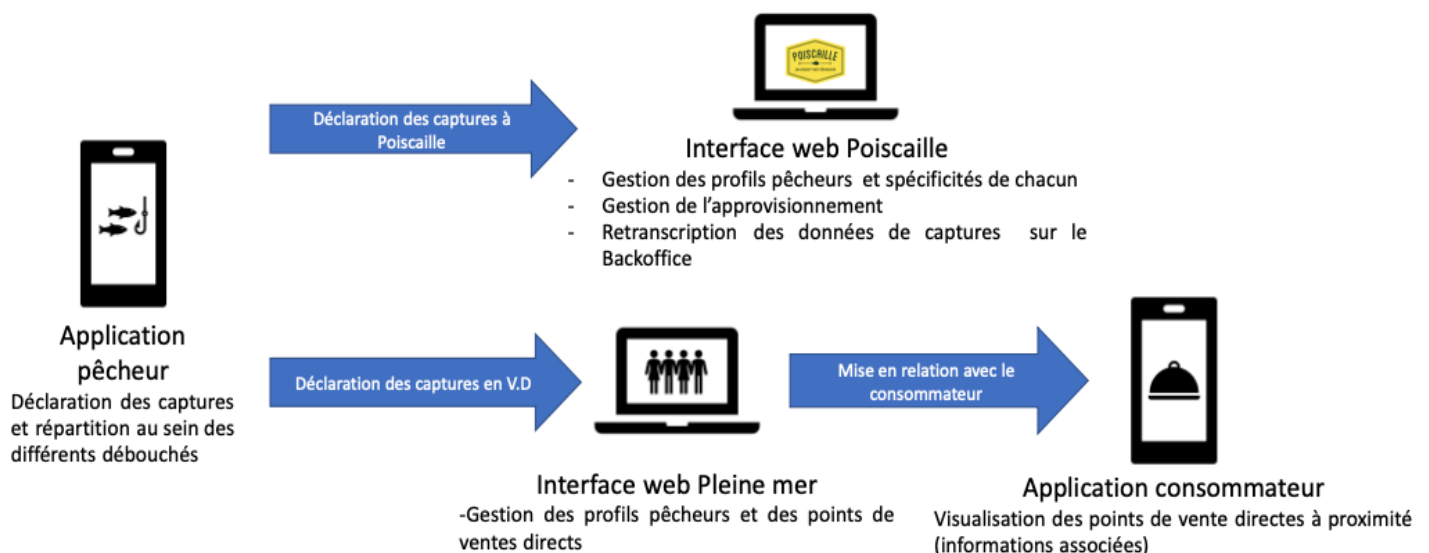 POISCAILLE
Déclaration des captures à
Poiscaille
Interface web Poiscaille
- Gestion des profils pêcheurs et spécificités de chacun
- Gestion de l'approvisionnement
- Retranscription des données de captures sur le
Backoffice
Application
pêcheur
Déclaration des captures
et répartition au sein des
différents débouchés
Déclaration des captures en V.D
Interface web Pleine mer
-Gestion des profils pêcheurs et des points de
ventes directs
Mise en relation avec le
consommateur
Application consommateur
Visualisation des points de vente directes à proximité
(informations associées)